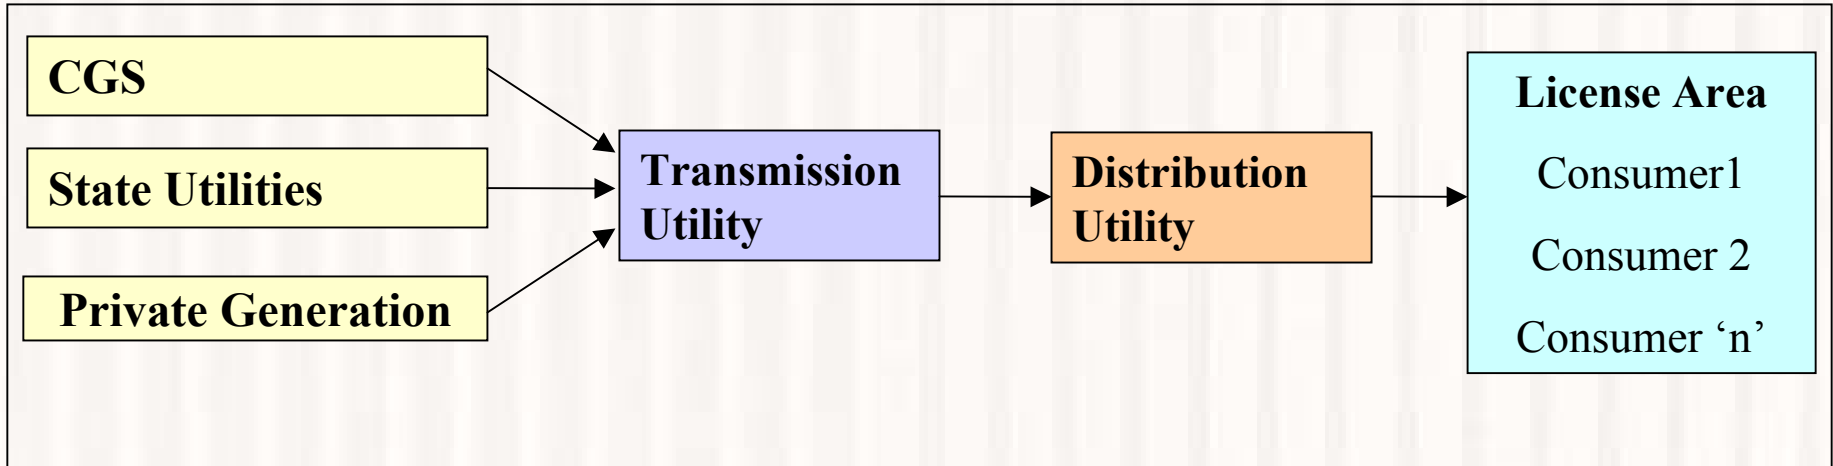 CGS
State Utilities
Private Generation
Transmission
Utility
Distribution
Utility
License Area
Consumer1
Consumer 2
Consumer ‘n’